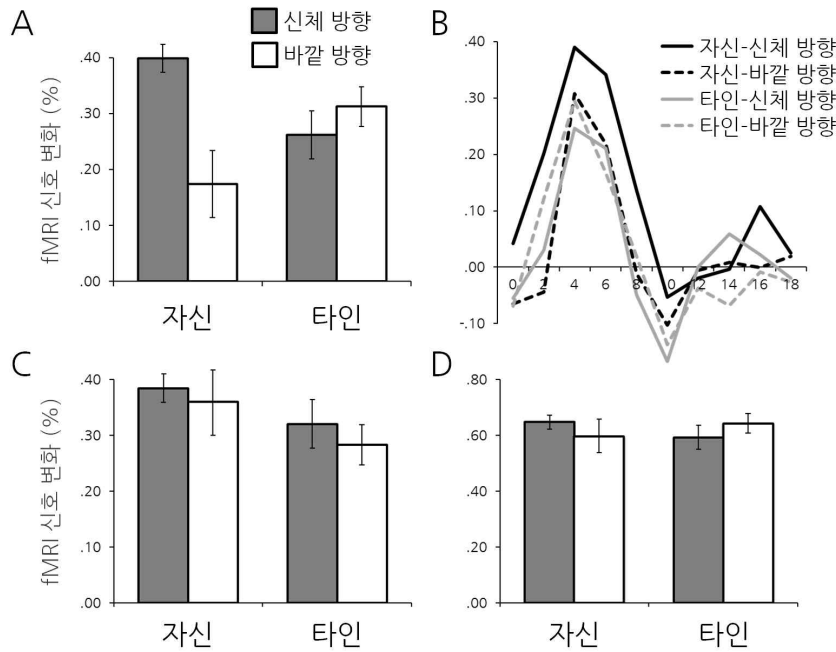 A
신체 방향
바깥 방향
fMRI 신호 변화 (%)
.40
.30
.20
.10
.00
자신
타인
B
자신-신체 방향
자신-바깥 방향
타인-신체 방향
타인-바깥 방향
.40
.30
.20
.10
.00
-.10
0 2 4 6 8 10 12 14 16 18
C
fMRI 신호 변화 (%)
.40
.30
.20
.10
.00
자신
타인
D
.80
.60
.40
.20
.00
자신
타인